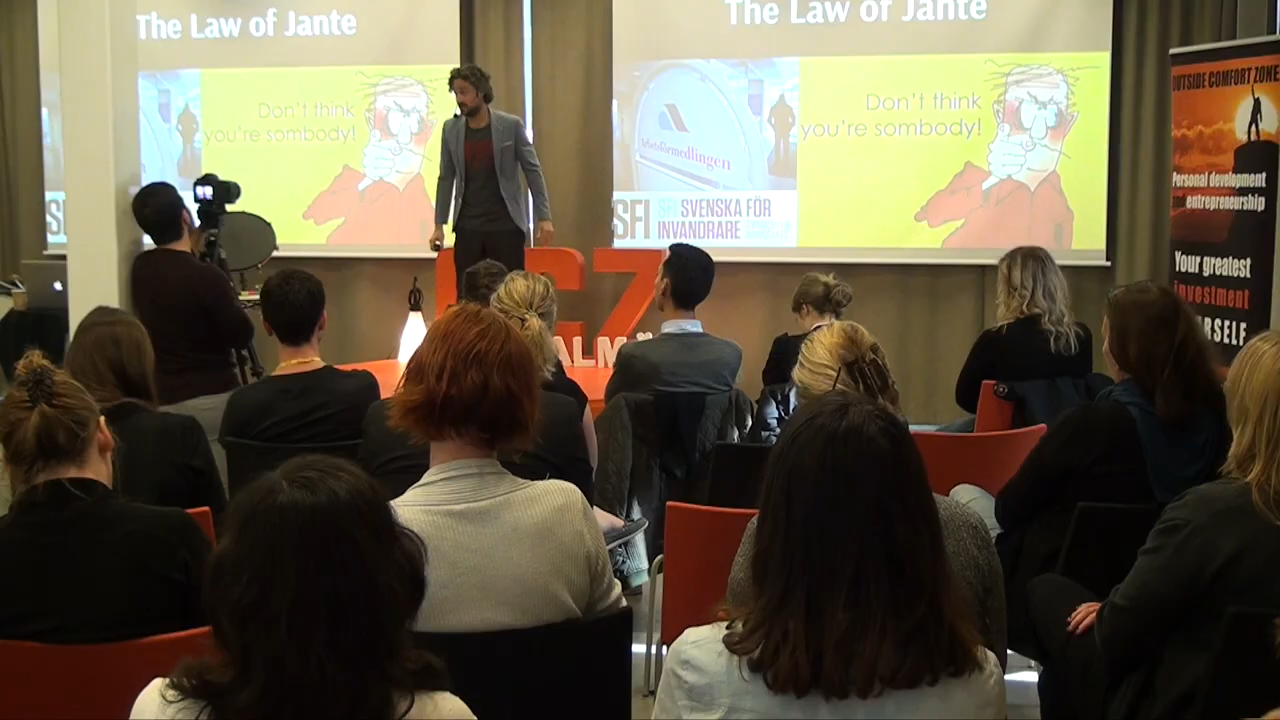 The Law of Jante
Don't think
you're sombody!
The Law of Jante
Arbetsförmedlingen
Don't think
you're sombody!
SFI SFI SVENSKA FÖR
INVANDRARE
OUTSIDE COMFORT ZONE
Personal development
entrepreneurship
Your greatest
investment
RSELF
ALMÖ